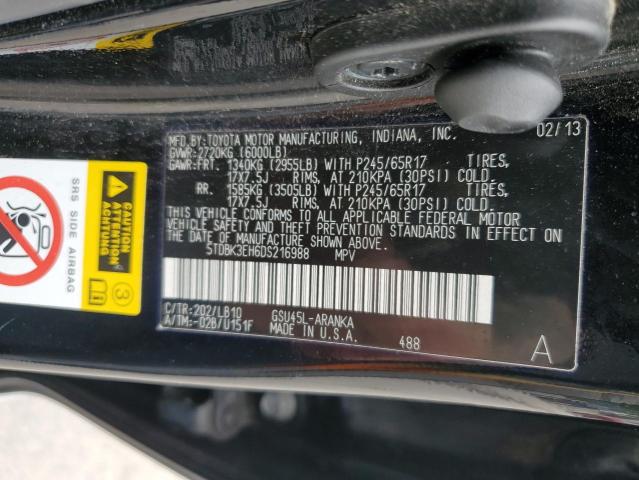 MFD.BY:TOYOTA MOTOR MANUFACTURING, INDIANA, INC. 02/13
GVWR:2720KG (6000LB)
GAWR:FRT. 1340KG (2955LB) WITH P245/65R17 TIRES,
17X7.5J RIMS, AT 210KPA (30PSI) COLD.
RR. 1585KG (3505LB) WITH P245/65R17 TIRES,
17X7.5J RIMS, AT 210KPA (30PSI) COLD.
THIS VEHICLE CONFORMS TO ALL APPLICABLE FEDERAL MOTOR
VEHICLE SAFETY AND THEFT PREVENTION STANDARDS IN EFFECT ON
THE DATE OF MANUFACTURE SHOWN ABOVE.
5TDBK3EH6DS216988 MPV
C/TR:202/LB10 GSU45L-ARANKA
A/TM:-02B/U151F MADE IN U.S.A. 488 A
SRS SIDE AIRBAG
CAUTION
ATTENTION
3